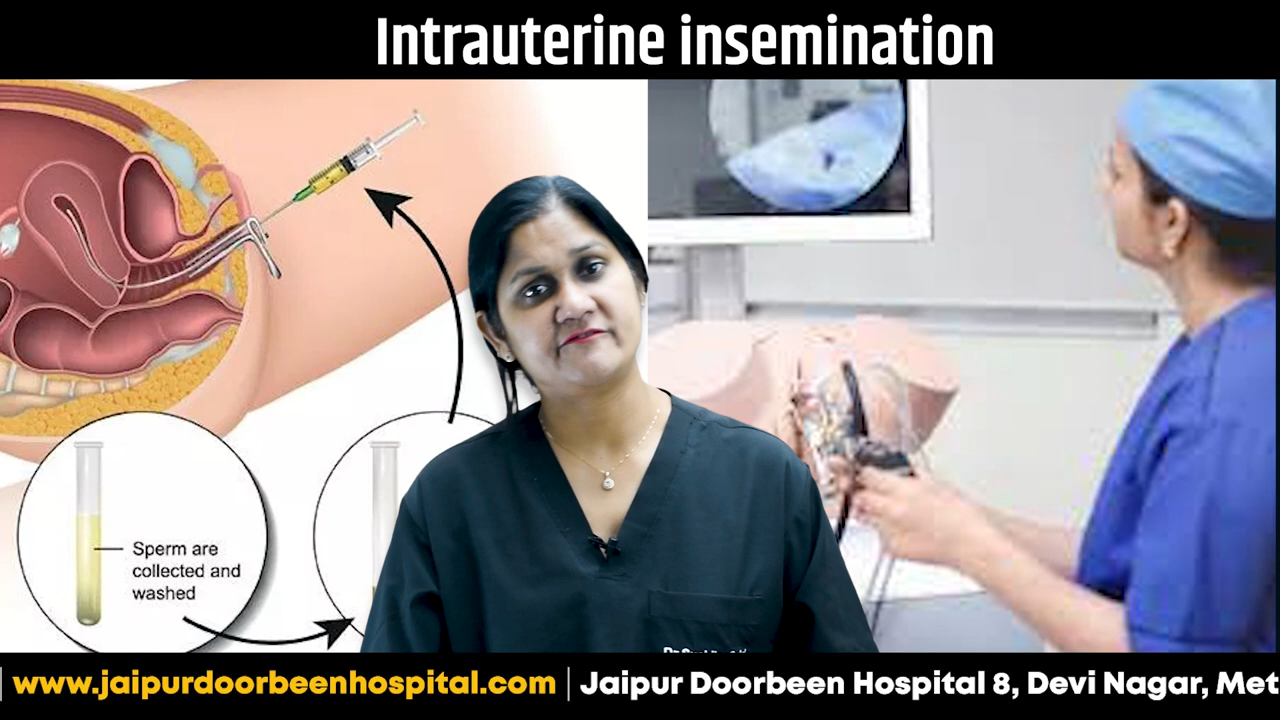 Intrauterine insemination
Sperm are
collected and
washed
www.jaipurdoorbeenhospital.com | Jaipur Doorbeen Hospital 8, Devi Nagar, Met